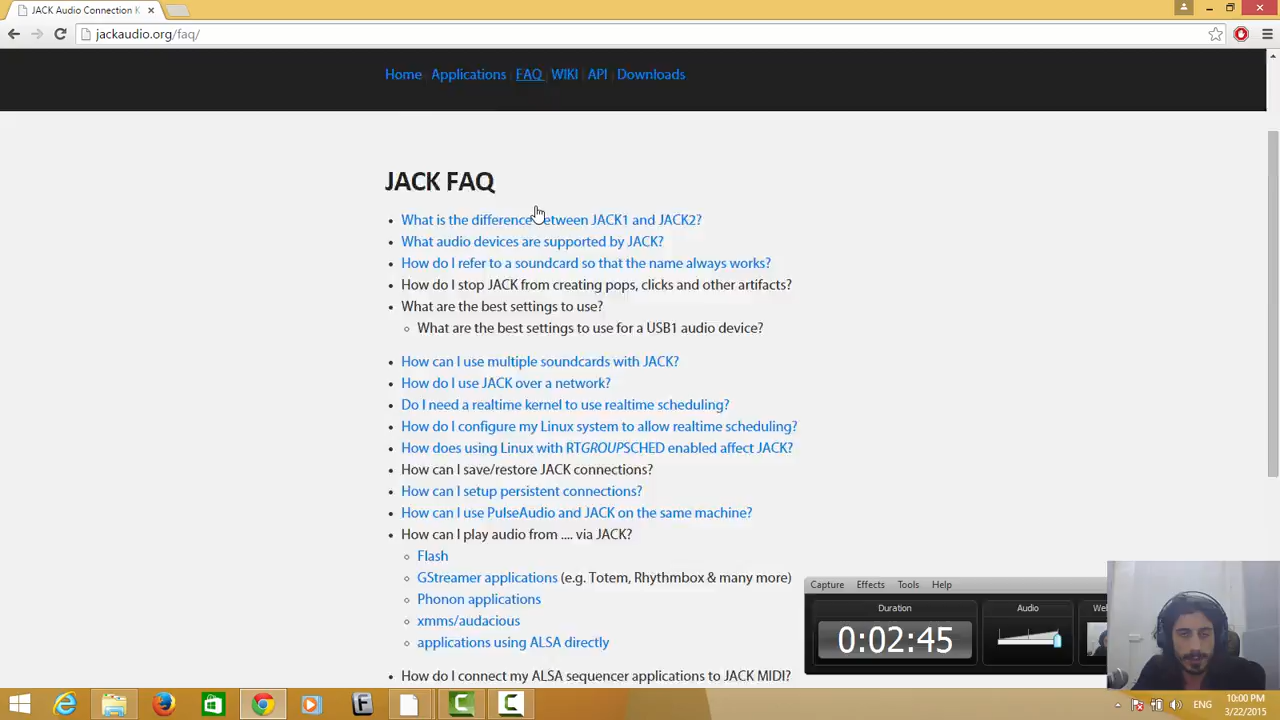 JACK Audio Connection K
jackaudio.org/faq/
Home Applications FAQ WIKI API Downloads
JACK FAQ
What is the difference between JACK1 and JACK2?
What audio devices are supported by JACK?
How do I refer to a soundcard so that the name always works?
How do I stop JACK from creating pops, clicks and other artifacts?
What are the best settings to use?
What are the best settings to use for a USB1 audio device?
How can I use multiple soundcards with JACK?
How do I use JACK over a network?
Do I need a realtime kernel to use realtime scheduling?
How do I configure my Linux system to allow realtime scheduling?
How does using Linux with RTGROUPSCHED enabled affect JACK?
How can I save/restore JACK connections?
How can I setup persistent connections?
How can I use PulseAudio and JACK on the same machine?
How can I play audio from .... via JACK?
Flash
GStreamer applications (e.g. Totem, Rhythmbox & many more)
Phonon applications
xmms/audacious
applications using ALSA directly
How do I connect my ALSA sequencer applications to JACK MIDI?
Capture Effects Tools Help
Duration Audio We
0:02:45
ENG
10:00 PM
3/22/2015